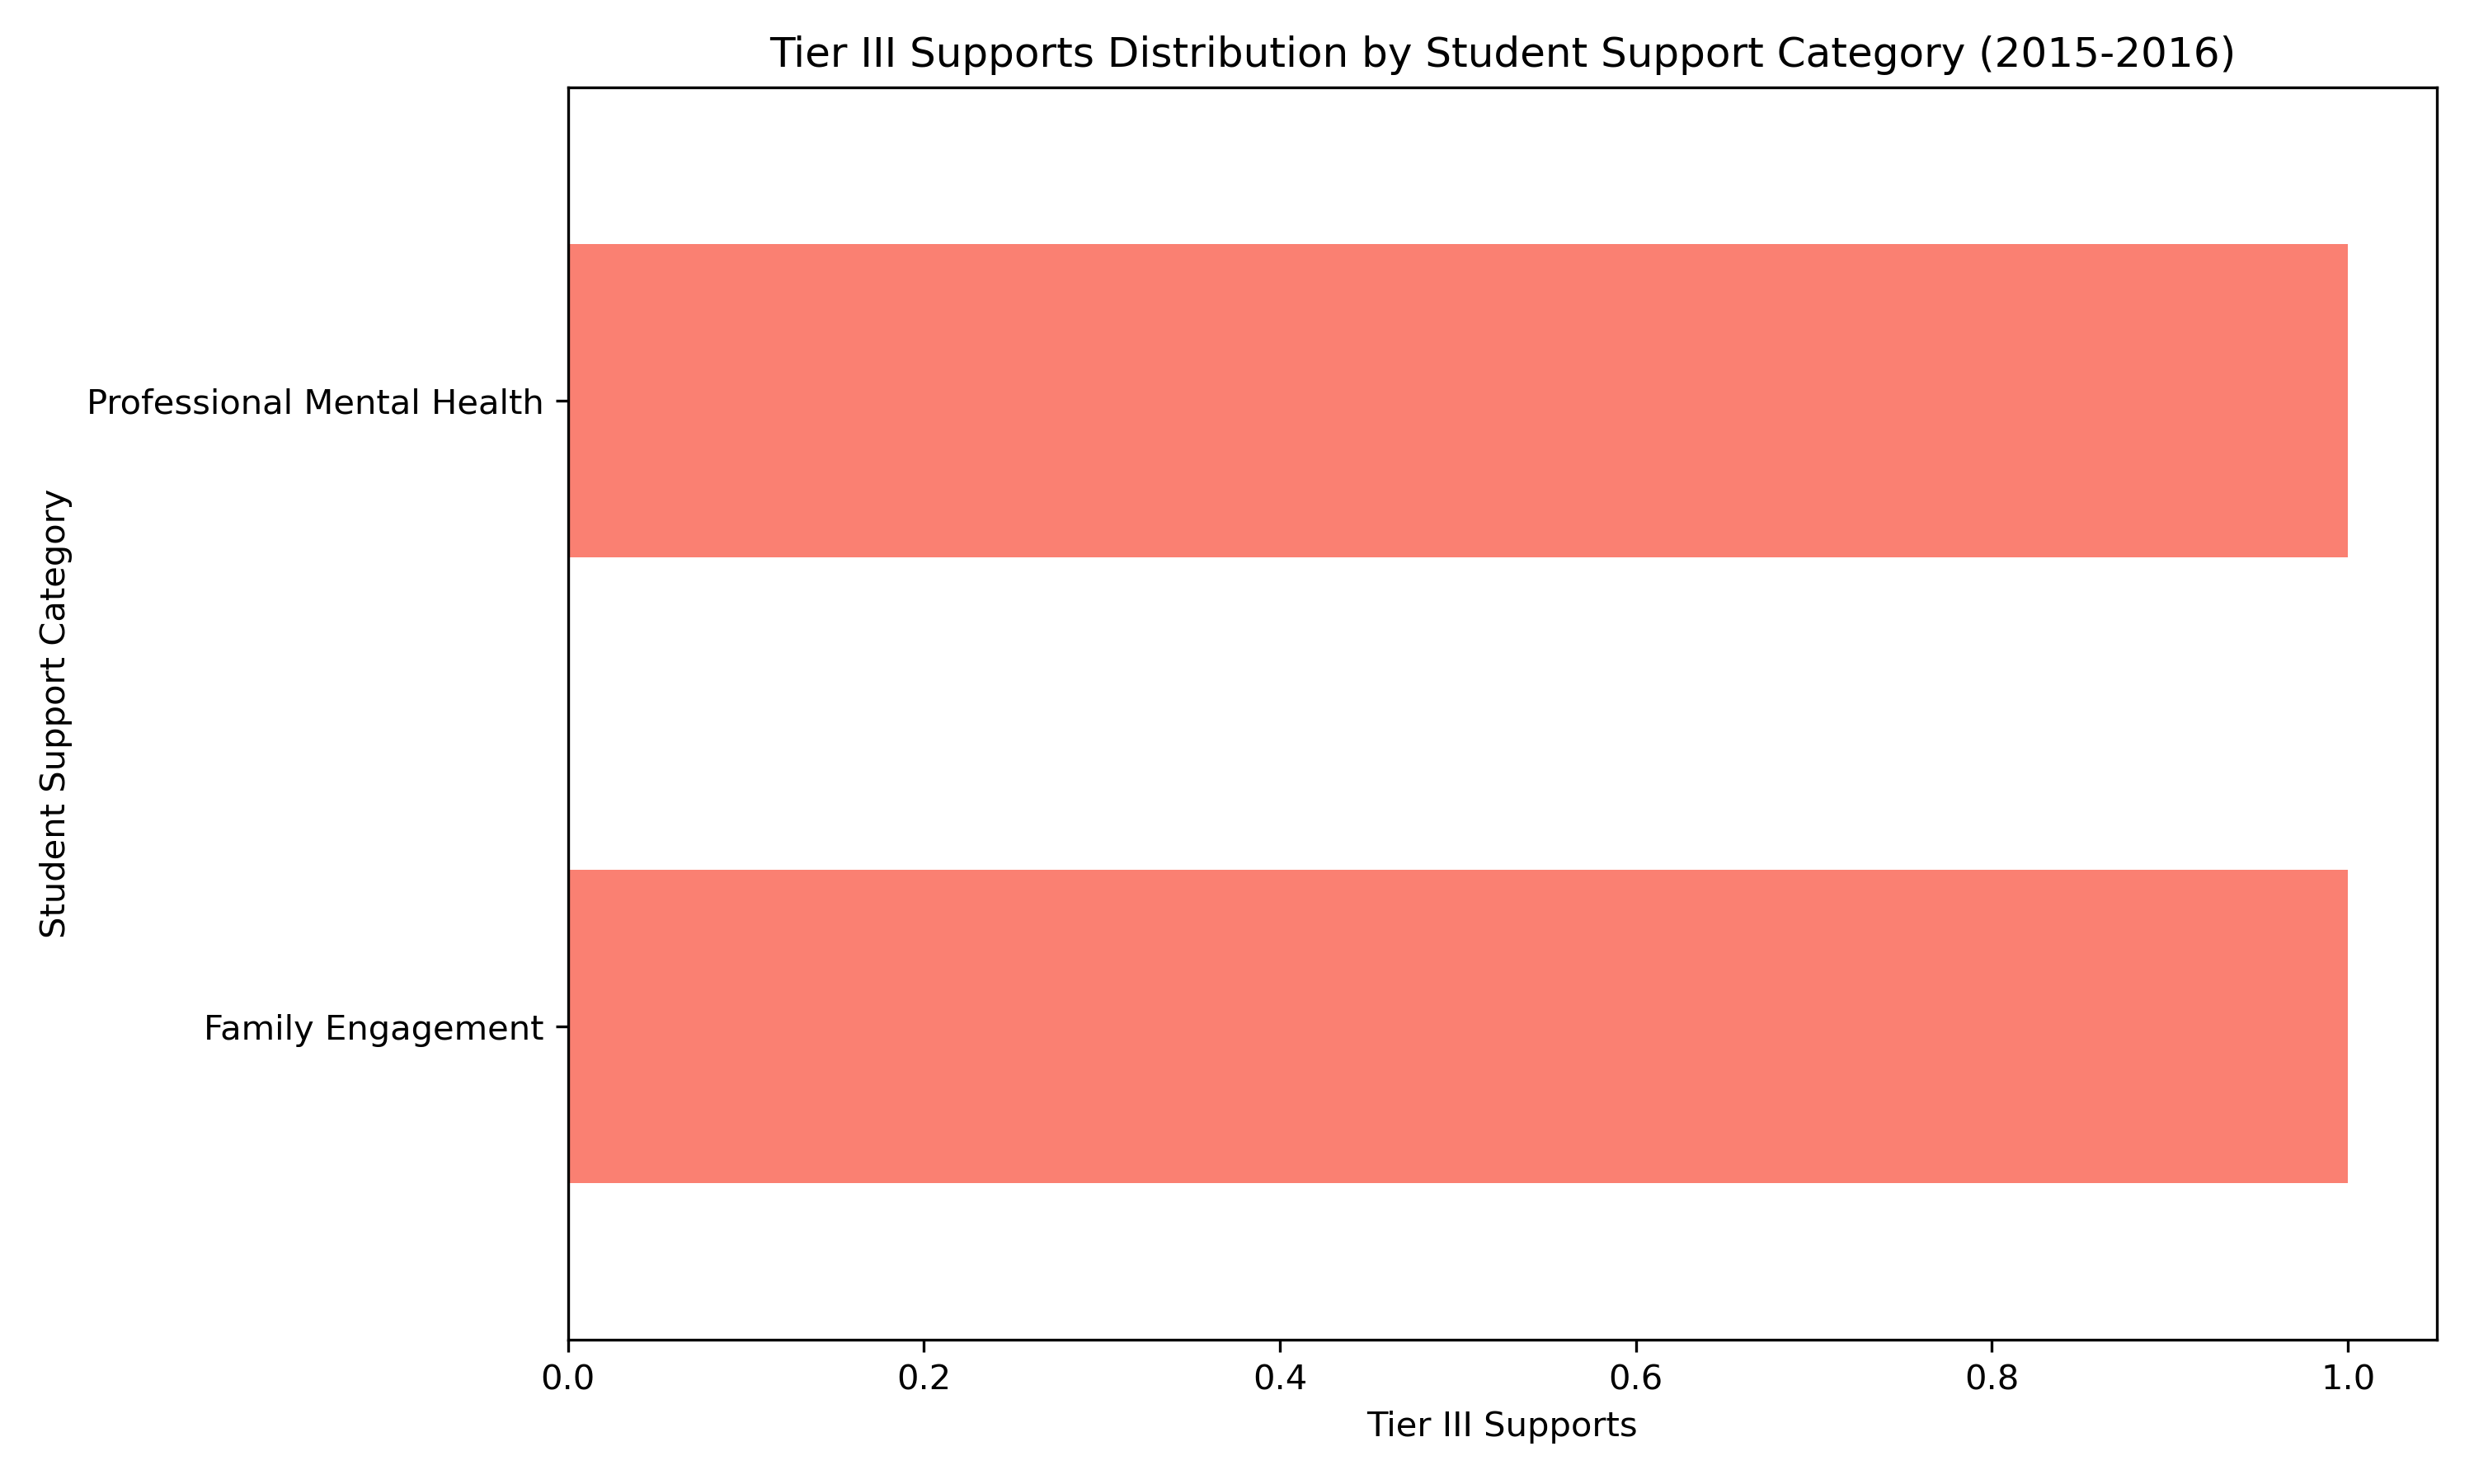 Tier III Supports Distribution by Student Support Category (2015-2016)
Student Support Category
Professional Mental Health
Family Engagement
0.0 0.2 0.4 0.6 0.8 1.0
Tier III Supports